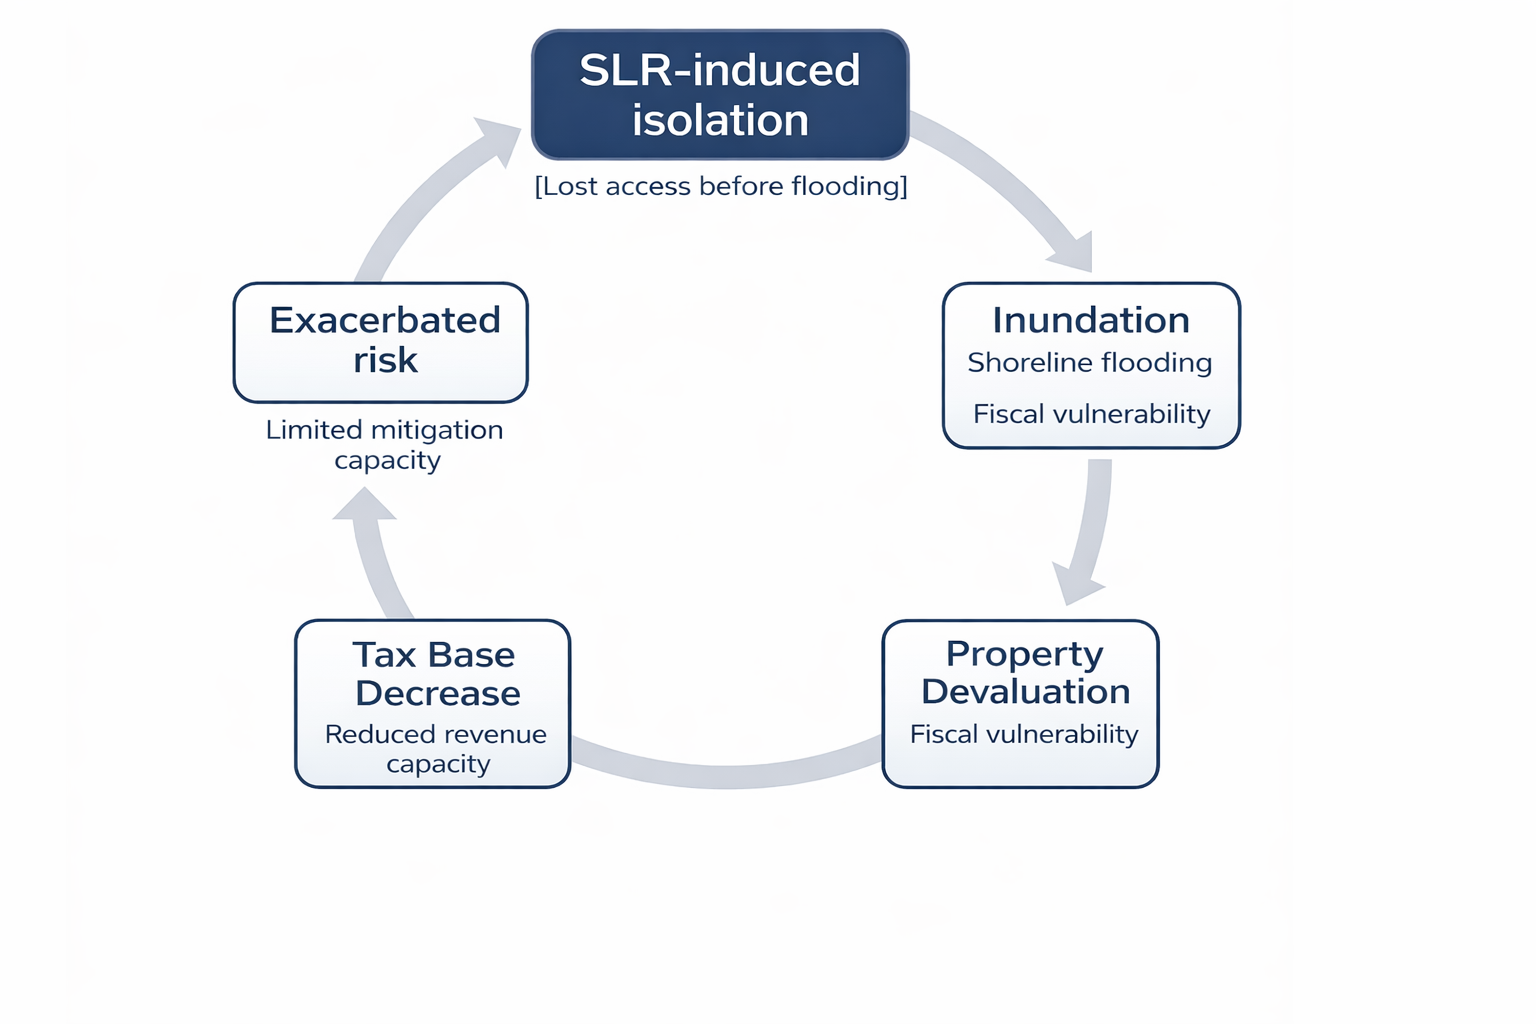 SLR-induced
isolation
[Lost access before flooding]
Exacerbated
risk
Limited mitigation
capacity
Inundation
Shoreline flooding
Fiscal vulnerability
Tax Base
Decrease
Reduced revenue
capacity
Property
Devaluation
Fiscal vulnerability